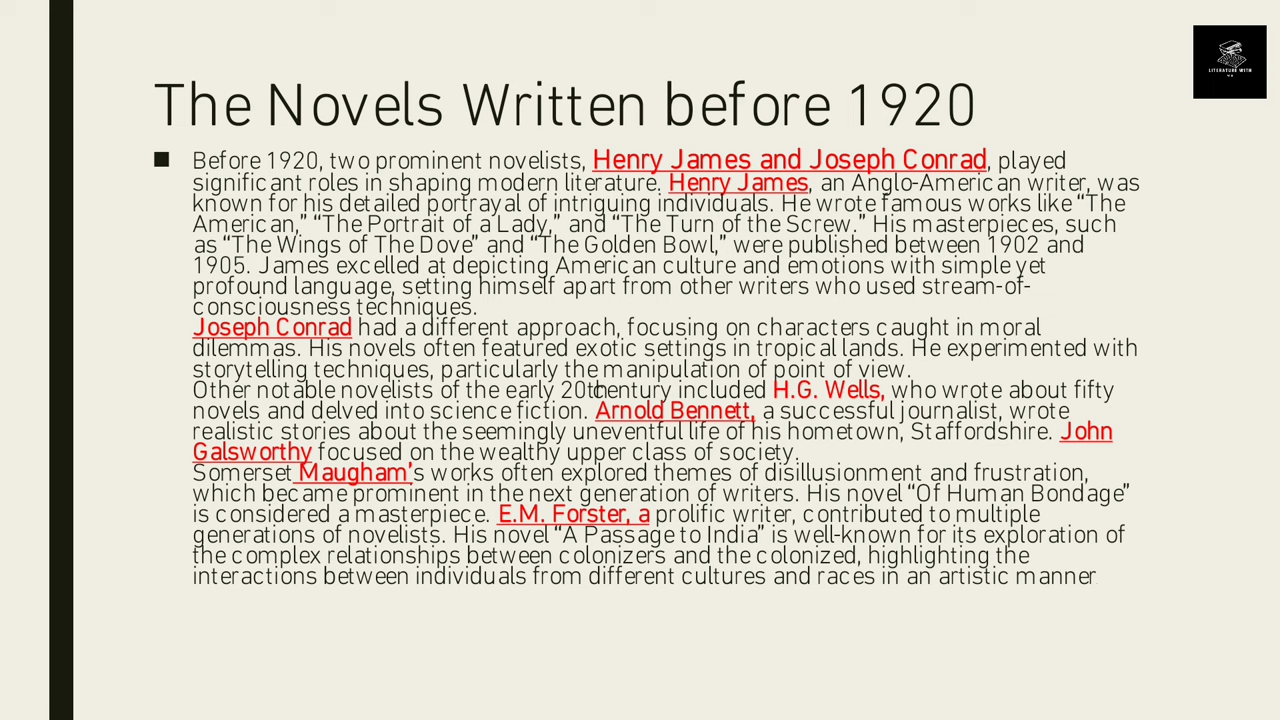 LITERATURE WITH
The Novels Written before 1920
■ Before 1920, two prominent novelists, Henry James and Joseph Conrad, played
significant roles in shaping modern literature. Henry James, an Anglo-American writer, was
known for his detailed portrayal of intriguing individuals. He wrote famous works like “The
American,” “The Portrait of a Lady,” and “The Turn of the Screw.” His masterpieces, such
as “The Wings of The Dove” and “The Golden Bowl,” were published between 1902 and
1905. James excelled at depicting American culture and emotions with simple yet
profound language, setting himself apart from other writers who used stream-of-
consciousness techniques.
Joseph Conrad had a different approach, focusing on characters caught in moral
dilemmas. His novels often featured exotic settings in tropical lands. He experimented with
storytelling techniques, particularly the manipulation of point of view.
Other notable novelists of the early 20th century included H.G. Wells, who wrote about fifty
novels and delved into science fiction. Arnold Bennett, a successful journalist, wrote
realistic stories about the seemingly uneventful life of his hometown, Staffordshire. John
Galsworthy focused on the wealthy upper class of society.
Somerset Maugham’s works often explored themes of disillusionment and frustration,
which became prominent in the next generation of writers. His novel “Of Human Bondage”
is considered a masterpiece. E.M. Forster, a prolific writer, contributed to multiple
generations of novelists. His novel “A Passage to India” is well-known for its exploration of
the complex relationships between colonizers and the colonized, highlighting the
interactions between individuals from different cultures and races in an artistic manner